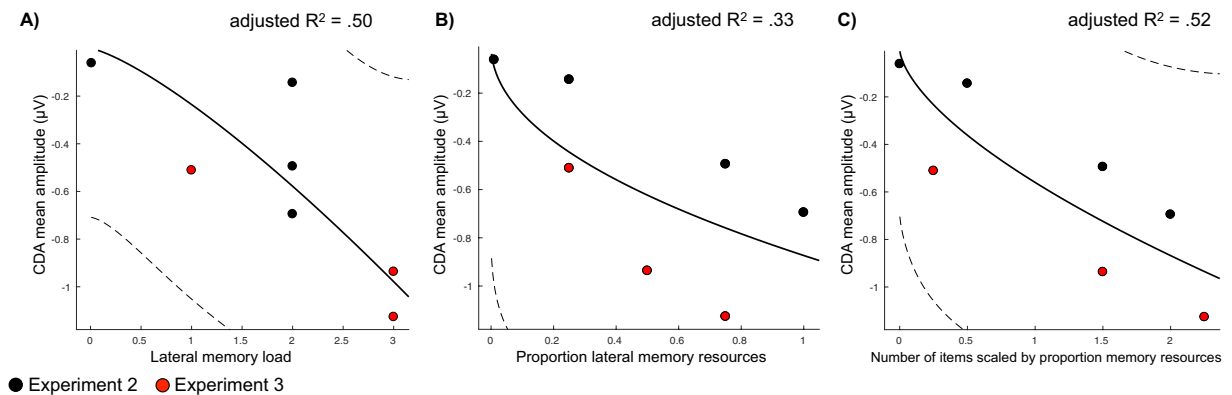 A) adjusted R² = .50
CDA mean amplitude (μV)
-0.2
-0.4
-0.6
-0.8
-1
0 0.5 1 1.5 2 2.5 3
Lateral memory load
B) adjusted R² = .33
CDA mean amplitude (μV)
-0.2
-0.4
-0.6
-0.8
-1
0 0.2 0.4 0.6 0.8 1
Proportion lateral memory resources
C) adjusted R² = .52
CDA mean amplitude (μV)
-0.2
-0.4
-0.6
-0.8
-1
0 0.5 1 1.5 2
Number of items scaled by proportion memory resources
Experiment 2 Experiment 3